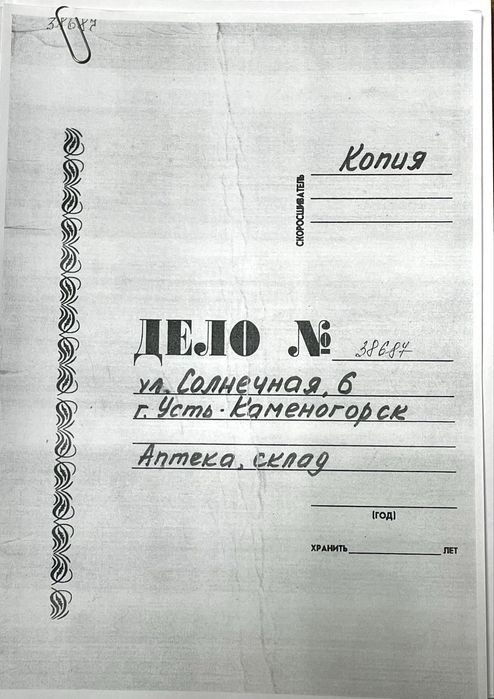 38687
Копия
СКОРОСШИВАТЕЛЬ
ДЕЛО № 38687
ул. Солнечная, 6
г. Усть-Каменогорск
Аптека, склад
(ГОД)
ХРАНИТЬ ЛЕТ